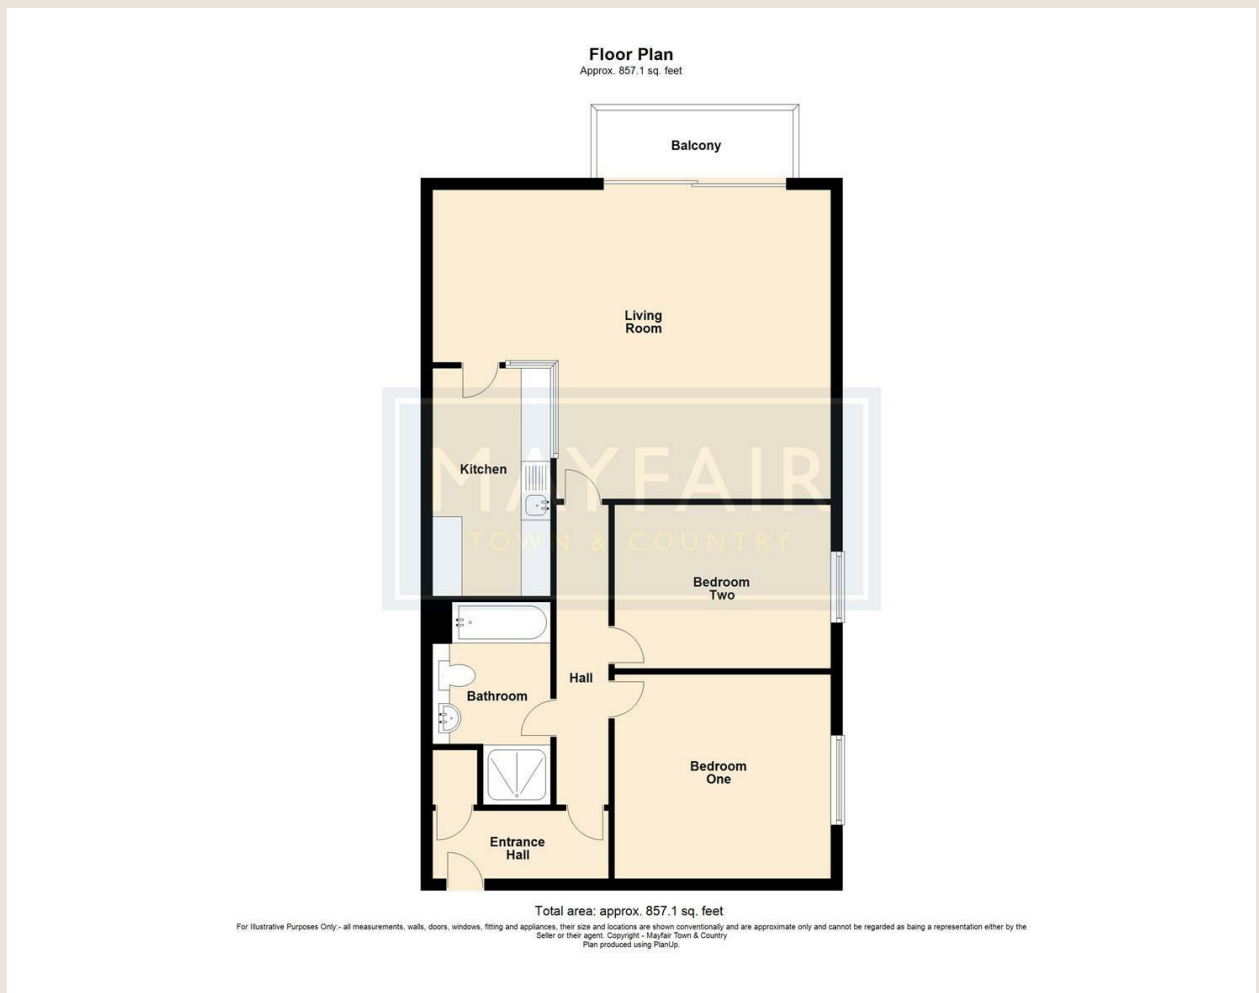 Floor Plan
Approx. 857.1 sq. feet
Balcony
Living
Room
Kitchen
MAYFAIR
TOWN & COUNTRY
Bedroom
Two
Hall
Bathroom
Bedroom
One
Entrance
Hall
Total area: approx. 857.1 sq. feet
For Illustrative Purposes Only:- all measurements, walls, doors, windows, fitting and appliances, their size and locations are shown conventionally and are approximate only and cannot be regarded as being a representation either by the
Seller or their agent. Copyright - Mayfair Town & Country
Plan produced using PlanUp.